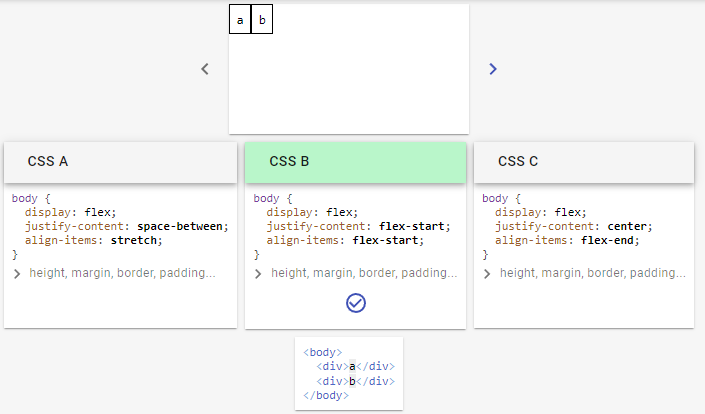 a b
CSS A
body {
display: flex;
justify-content: space-between;
align-items: stretch;
}
height, margin, border, padding...
CSS B
body {
display: flex;
justify-content: flex-start;
align-items: flex-start;
}
height, margin, border, padding...
CSS C
body {
display: flex;
justify-content: center;
align-items: flex-end;
}
height, margin, border, padding...
<body>
<div>a</div>
<div>b</div>
</body>